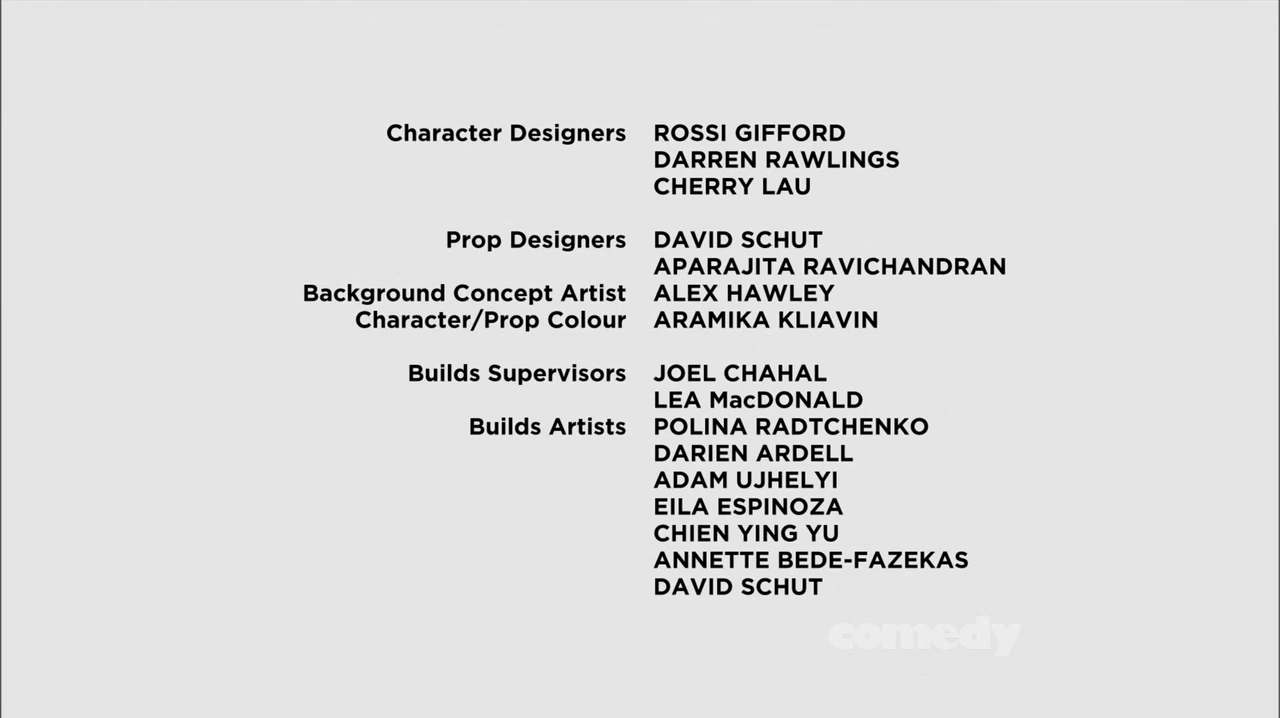 Character Designers ROSSI GIFFORD
DARREN RAWLINGS
CHERRY LAU
Prop Designers DAVID SCHUT
APARAJITA RAVICHANDRAN
Background Concept Artist ALEX HAWLEY
Character/Prop Colour ARAMIKA KLIAVIN
Builds Supervisors JOEL CHAHAL
LEA MacDONALD
Builds Artists POLINA RADTCHENKO
DARIEN ARDELL
ADAM UJHELYI
EILA ESPINOZA
CHIEN YING YU
ANNETTE BEDE-FAZEKAS
DAVID SCHUT
comedy